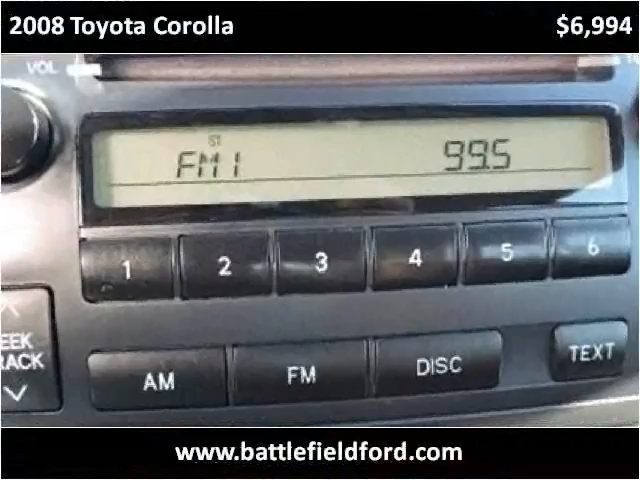 2008 Toyota Corolla $6,994
VOL
ST
FM1 99.5
1 2 3 4 5 6
EEK
RACK
AM FM DISC TEXT
www.battlefieldford.com